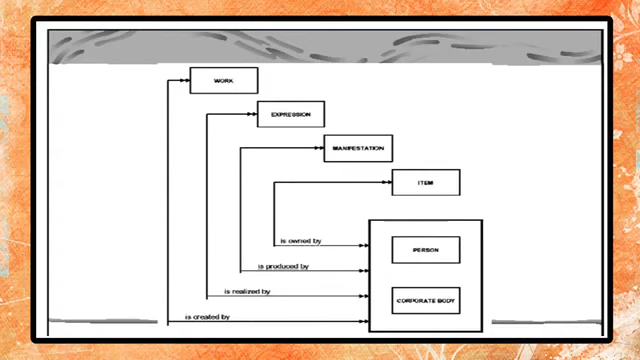 WORK
EXPRESSION
MANIFESTATION
ITEM
is owned by
PERSON
is produced by
is realized by
CORPORATE BODY
is created by